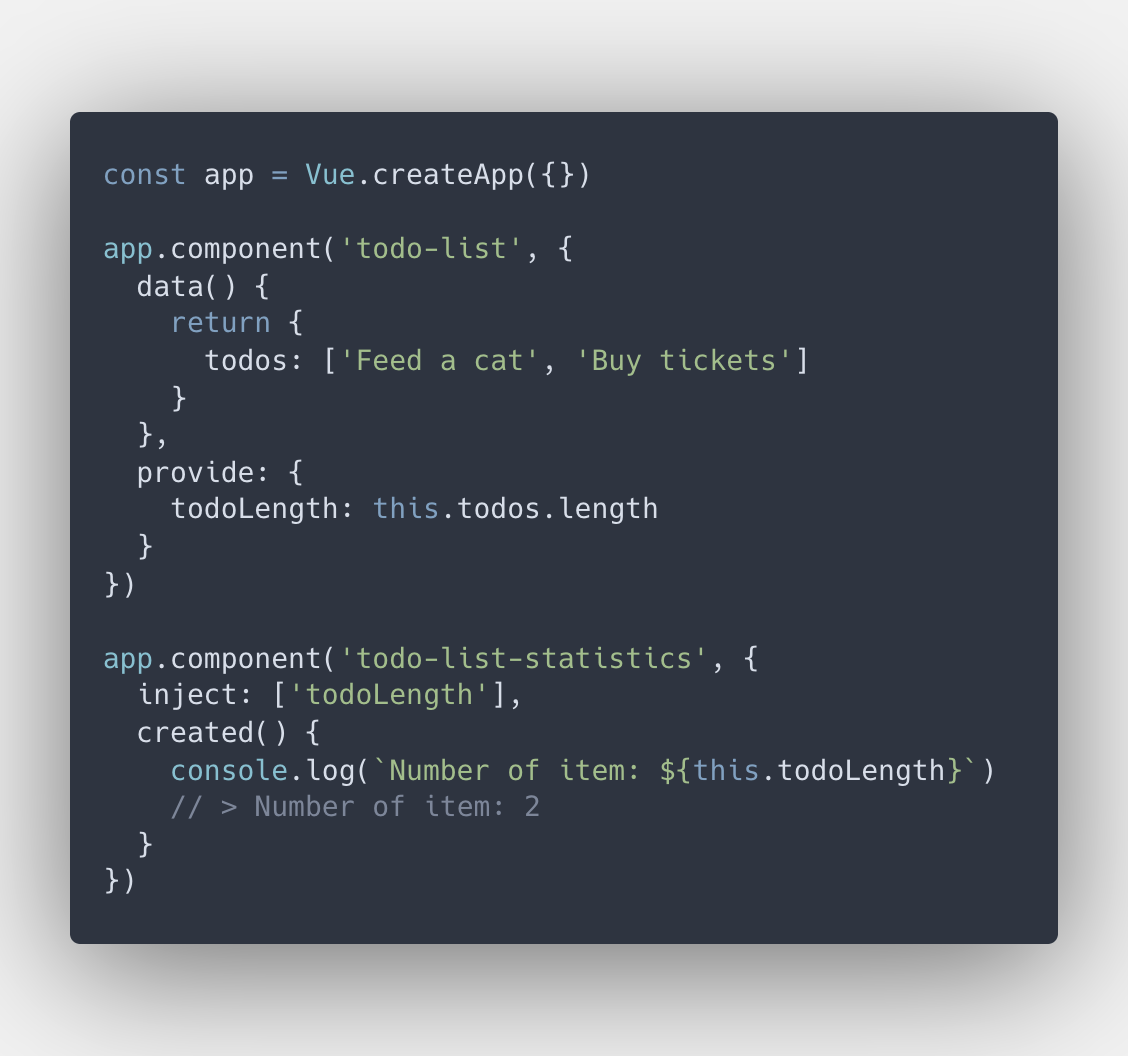 const app = Vue.createApp({})

app.component('todo-list', {
  data() {
    return {
      todos: ['Feed a cat', 'Buy tickets']
    }
  },
  provide: {
    todoLength: this.todos.length
  }
})

app.component('todo-list-statistics', {
  inject: ['todoLength'],
  created() {
    console.log(`Number of item: ${this.todoLength}`)
    // > Number of item: 2
  }
})